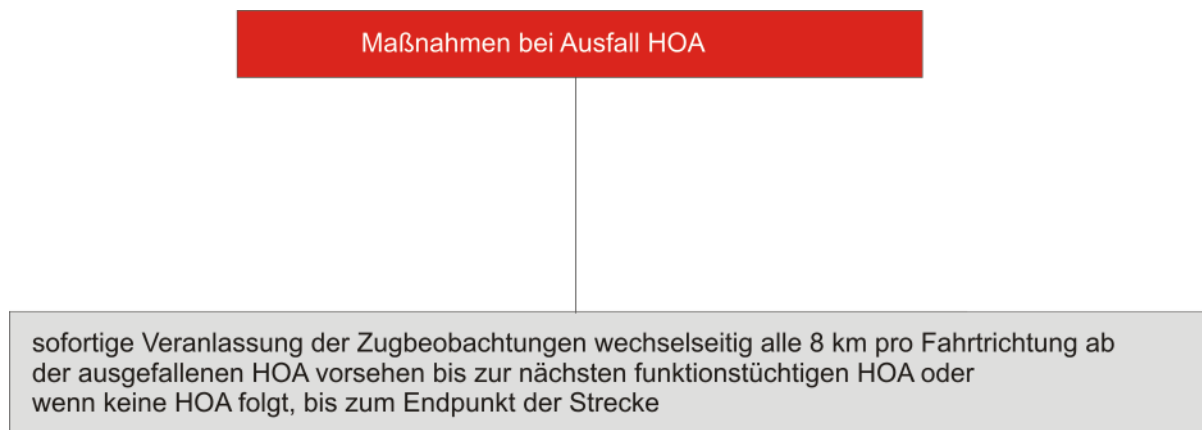 Maßnahmen bei Ausfall HOA
sofortige Veranlassung der Zugbeobachtungen wechselseitig alle 8 km pro Fahrtrichtung ab
der ausgefallenen HOA vorsehen bis zur nächsten funktionstüchtigen HOA oder
wenn keine HOA folgt, bis zum Endpunkt der Strecke